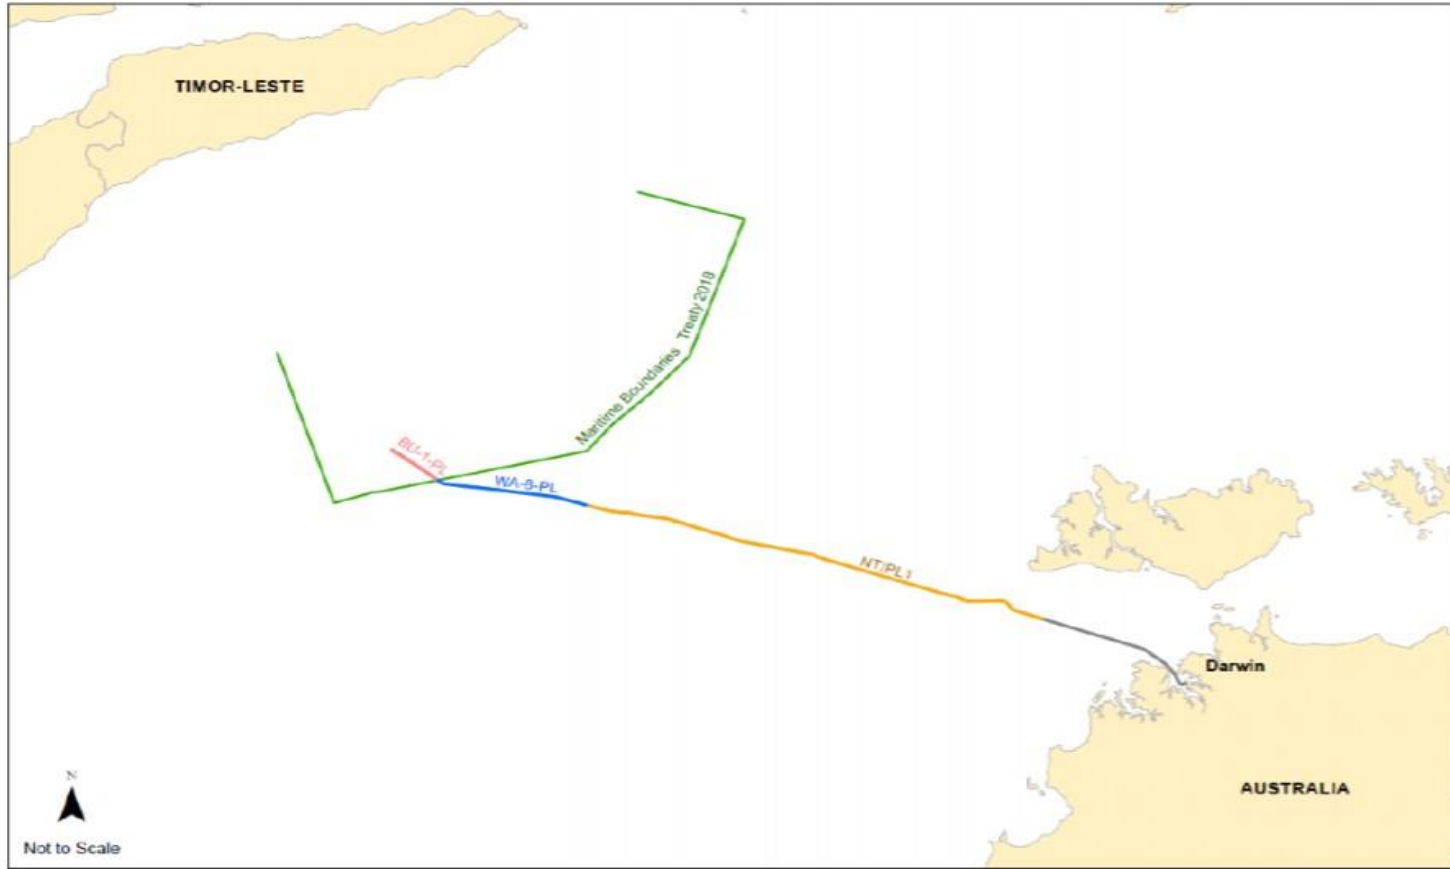 TIMOR-LESTE
Maritime Boundaries Treaty 2018
BU-1-PL
WA-8-PL
NT/PL1
Darwin
AUSTRALIA
N
Not to Scale